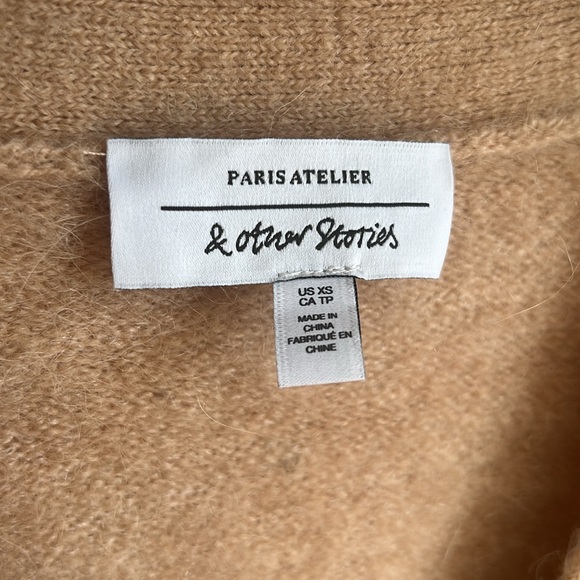 PARIS ATELIER
& other Stories
US XS
CA TP
MADE IN
CHINA
FABRIQUÉ EN
CHINE